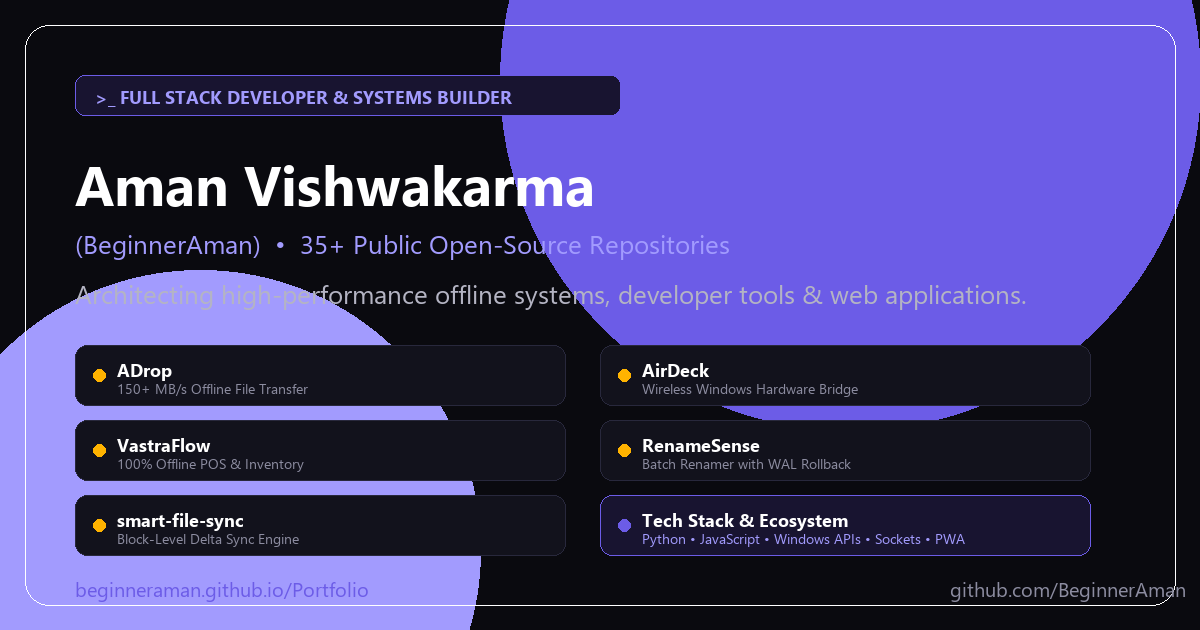 >_ FULL STACK DEVELOPER & SYSTEMS BUILDER
Aman Vishwakarma
(BeginnerAman) • 35+ Public Open-Source Repositories
Architecting high-performance offline systems, developer tools & web applications.
ADrop
150+ MB/s Offline File Transfer
AirDeck
Wireless Windows Hardware Bridge
VastraFlow
100% Offline POS & Inventory
RenameSense
Batch Renamer with WAL Rollback
smart-file-sync
Block-Level Delta Sync Engine
Tech Stack & Ecosystem
Python • JavaScript • Windows APIs • Sockets • PWA
beginneraman.github.io/Portfolio
github.com/BeginnerAman